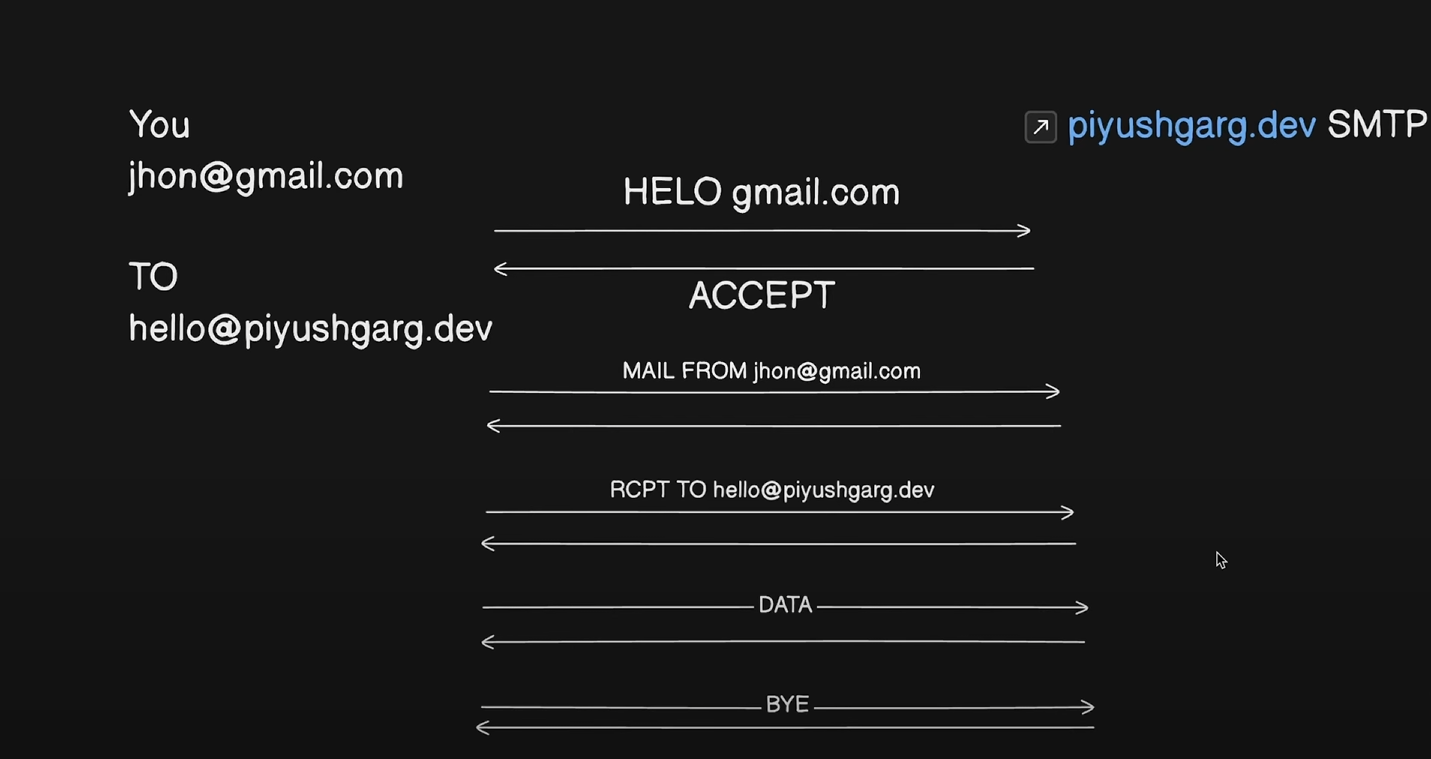 You
jhon@gmail.com
piyushgarg.dev SMTP
HELO gmail.com
TO
hello@piyushgarg.dev
ACCEPT
MAIL FROM jhon@gmail.com
RCPT TO hello@piyushgarg.dev
DATA
BYE